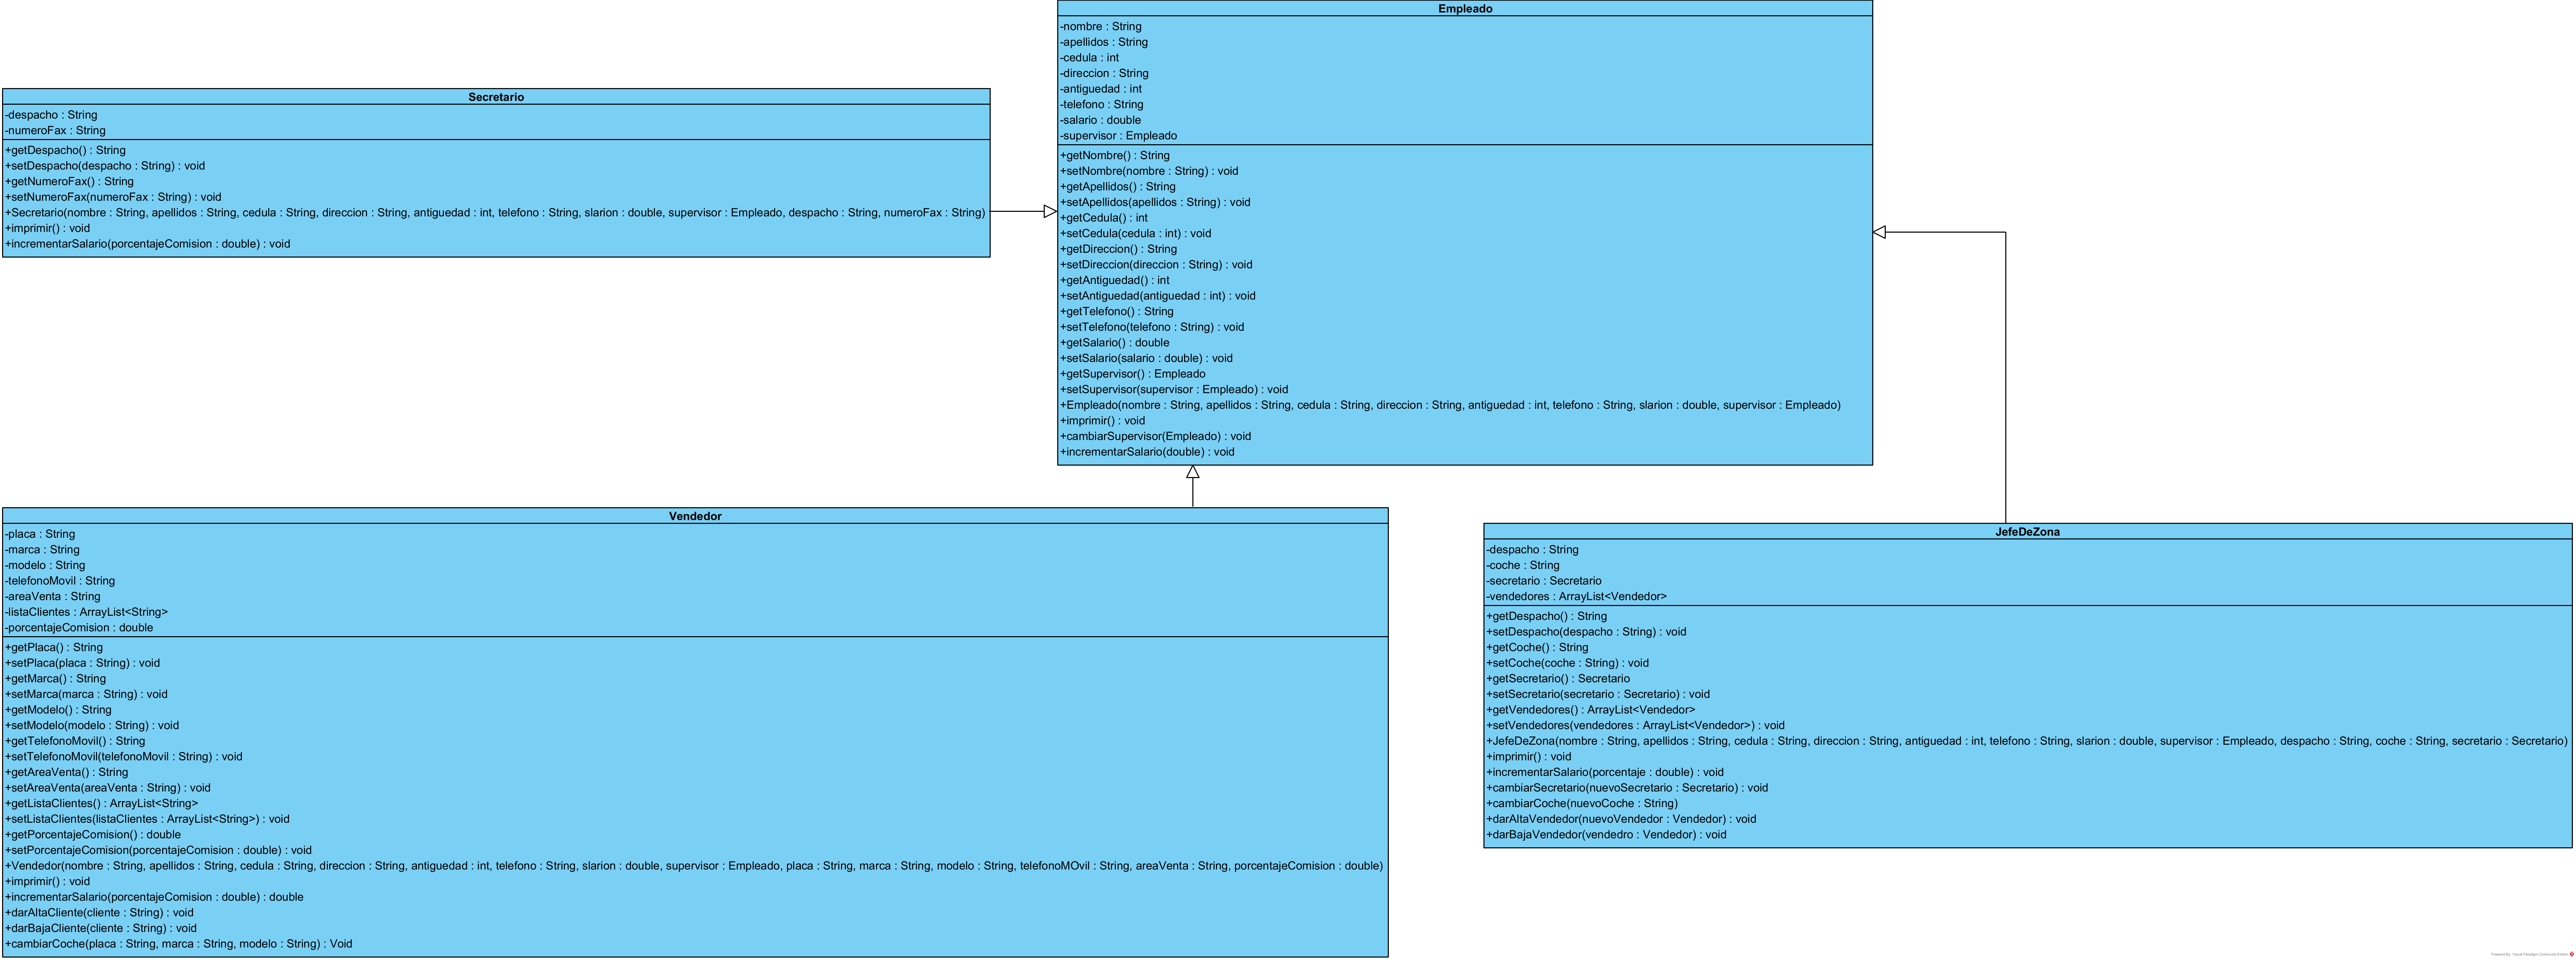 Empleado
-nombre : String
-apellidos : String
-cedula : int
-direccion : String
-antiguedad : int
-telefono : String
-salario : double
-supervisor : Empleado
+getNombre() : String
+setNombre(nombre : String) : void
+getApellidos() : String
+setApellidos(apellidos : String) : void
+getCedula() : int
+setCedula(cedula : int) : void
+getDireccion() : String
+setDireccion(direccion : String) : void
+getAntiguedad() : int
+setAntiguedad(antiguedad : int) : void
+getTelefono() : String
+setTelefono(telefono : String) : void
+getSalario() : double
+setSalario(salario : double) : void
+getSupervisor() : Empleado
+setSupervisor(supervisor : Empleado) : void
+Empleado(nombre : String, apellidos : String, cedula : String, direccion : String, antiguedad : int, telefono : String, slarion : double, supervisor : Empleado)
+imprimir() : void
+cambiarSupervisor(Empleado) : void
+incrementarSalario(double) : void
Secretario
-despacho : String
-numeroFax : String
+getDespacho() : String
+setDespacho(despacho : String) : void
+getNumeroFax() : String
+setNumeroFax(numeroFax : String) : void
+Secretario(nombre : String, apellidos : String, cedula : String, direccion : String, antiguedad : int, telefono : String, slarion : double, supervisor : Empleado, despacho : String, numeroFax : String)
+imprimir() : void
+incrementarSalario(porcentajeComision : double) : void
Vendedor
-placa : String
-marca : String
-modelo : String
-telefonoMovil : String
-areaVenta : String
-listaClientes : ArrayList<String>
-porcentajeComision : double
+getPlaca() : String
+setPlaca(placa : String) : void
+getMarca() : String
+setMarca(marca : String) : void
+getModelo() : String
+setModelo(modelo : String) : void
+getTelefonoMovil() : String
+setTelefonoMovil(telefonoMovil : String) : void
+getAreaVenta() : String
+setAreaVenta(areaVenta : String) : void
+getListaClientes() : ArrayList<String>
+setListaClientes(listaClientes : ArrayList<String>) : void
+getPorcentajeComision() : double
+setPorcentajeComision(porcentajeComision : double) : void
+Vendedor(nombre : String, apellidos : String, cedula : String, direccion : String, antiguedad : int, telefono : String, slarion : double, supervisor : Empleado, placa : String, marca : String, modelo : String, telefonoMOvil : String, areaVenta : String, porcentajeComision : double)
+imprimir() : void
+incrementarSalario(porcentajeComision : double) : double
+darAltaCliente(cliente : String) : void
+darBajaCliente(cliente : String) : void
+cambiarCoche(placa : String, marca : String, modelo : String) : Void
JefeDeZona
-despacho : String
-coche : String
-secretario : Secretario
-vendedores : ArrayList<Vendedor>
+getDespacho() : String
+setDespacho(despacho : String) : void
+getCoche() : String
+setCoche(coche : String) : void
+getSecretario() : Secretario
+setSecretario(secretario : Secretario) : void
+getVendedores() : ArrayList<Vendedor>
+setVendedores(vendedores : ArrayList<Vendedor>) : void
+JefeDeZona(nombre : String, apellidos : String, cedula : String, direccion : String, antiguedad : int, telefono : String, slarion : double, supervisor : Empleado, despacho : String, coche : String, secretario : Secretario)
+imprimir() : void
+incrementarSalario(porcentaje : double) : void
+cambiarSecretario(nuevoSecretario : Secretario) : void
+cambiarCoche(nuevoCoche : String)
+darAltaVendedor(nuevoVendedor : Vendedor) : void
+darBajaVendedor(vendedro : Vendedor) : void
Powered By Visual Paradigm Community Edition